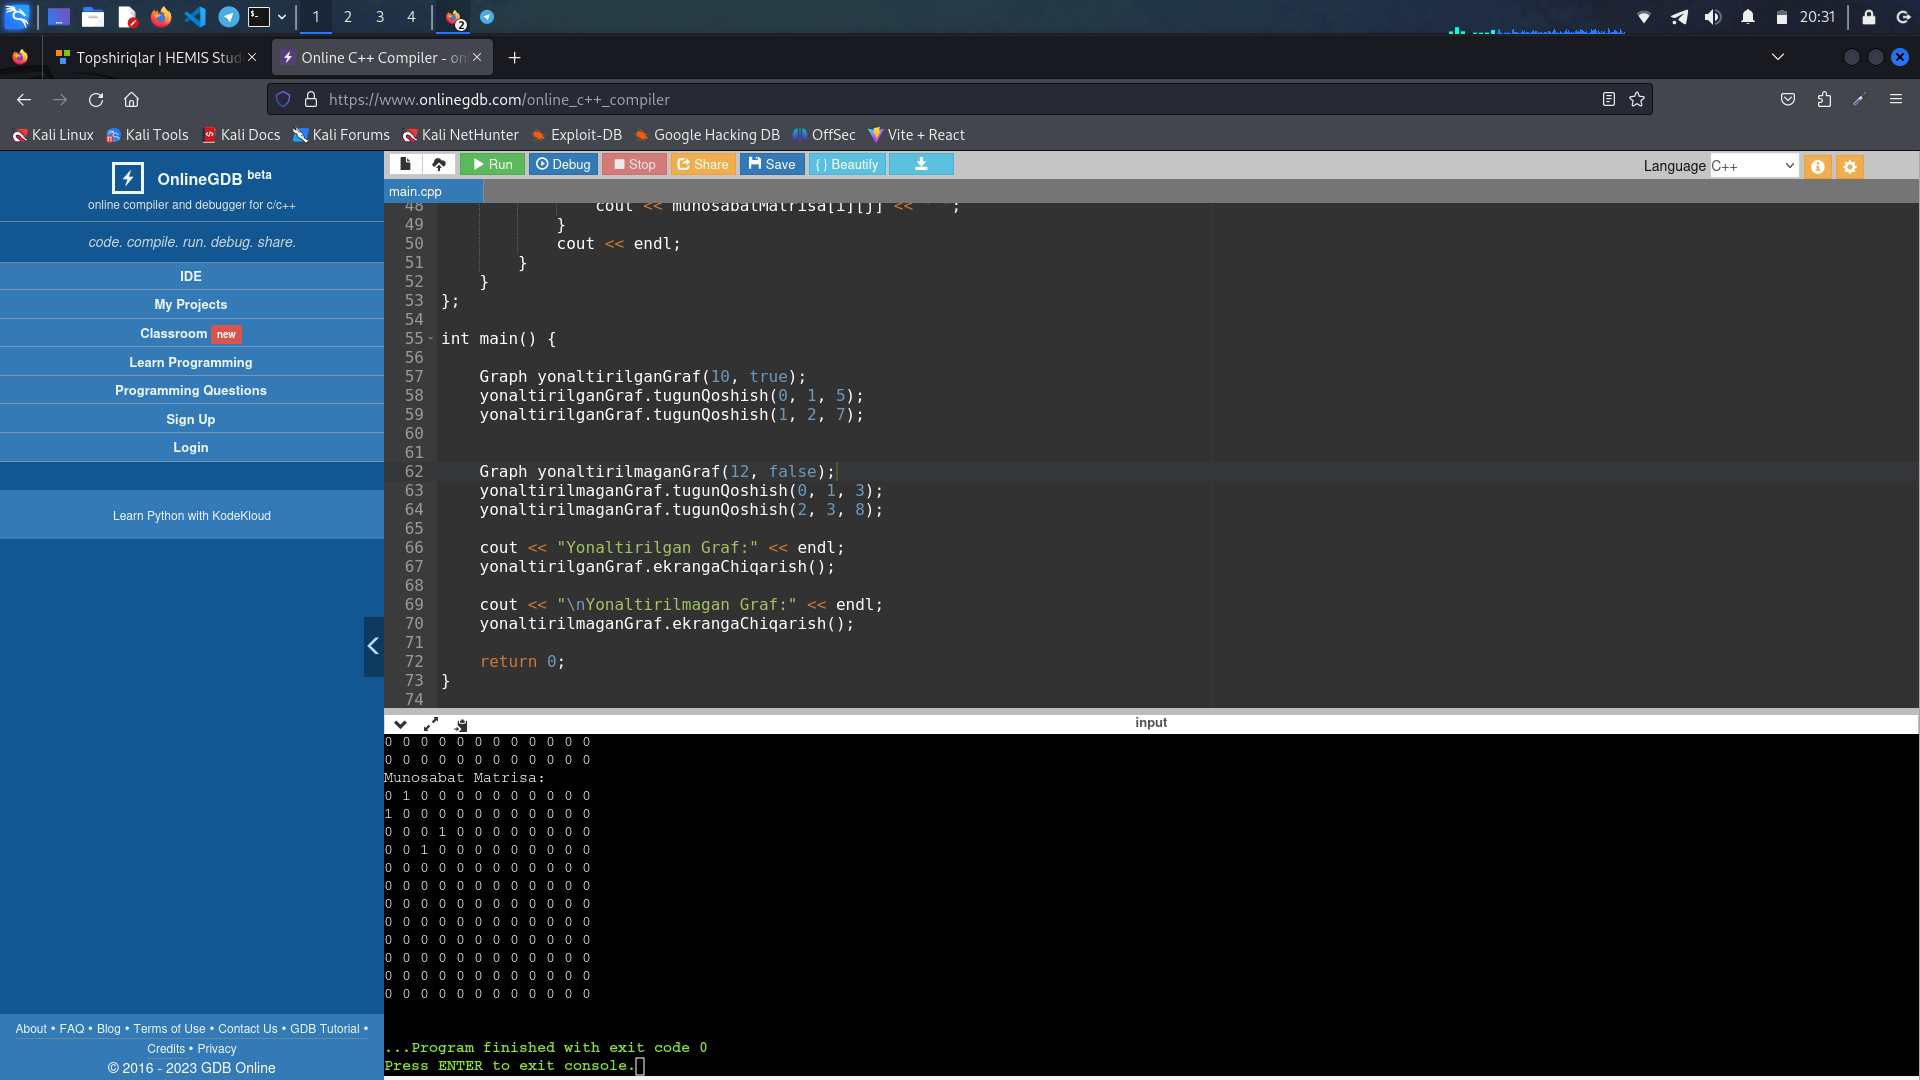 1 2 3 4 2 20:31
Topshiriqlar | HEMIS Stud
Online C++ Compiler - on
https://www.onlinegdb.com/online_c++_compiler
Kali Linux Kali Tools Kali Docs Kali Forums Kali NetHunter Exploit-DB Google Hacking DB OffSec Vite + React
OnlineGDB beta
online compiler and debugger for c/c++
code. compile. run. debug. share.
IDE
My Projects
Classroom new
Learn Programming
Programming Questions
Sign Up
Login
Learn Python with KodeKloud
About • FAQ • Blog • Terms of Use • Contact Us • GDB Tutorial •
Credits • Privacy
© 2016 - 2023 GDB Online
Run Debug Stop Share Save { } Beautify Language C++
main.cpp
48 cout << munosabatMatrisa[i][j] << " ";
49 }
50 cout << endl;
51 }
52 }
53 };
54
55 int main() {
56
57 Graph yonaltirilganGraf(10, true);
58 yonaltirilganGraf.tugunQoshish(0, 1, 5);
59 yonaltirilganGraf.tugunQoshish(1, 2, 7);
60
61
62 Graph yonaltirilmaganGraf(12, false);
63 yonaltirilmaganGraf.tugunQoshish(0, 1, 3);
64 yonaltirilmaganGraf.tugunQoshish(2, 3, 8);
65
66 cout << "Yonaltirilgan Graf:" << endl;
67 yonaltirilganGraf.ekrangaChiqarish();
68
69 cout << "\nYonaltirilmagan Graf:" << endl;
70 yonaltirilmaganGraf.ekrangaChiqarish();
71
72 return 0;
73 }
74
input
0 0 0 0 0 0 0 0 0 0 0 0
0 0 0 0 0 0 0 0 0 0 0 0
Munosabat Matrisa:
0 1 0 0 0 0 0 0 0 0 0 0
1 0 0 0 0 0 0 0 0 0 0 0
0 0 0 1 0 0 0 0 0 0 0 0
0 0 1 0 0 0 0 0 0 0 0 0
0 0 0 0 0 0 0 0 0 0 0 0
0 0 0 0 0 0 0 0 0 0 0 0
0 0 0 0 0 0 0 0 0 0 0 0
0 0 0 0 0 0 0 0 0 0 0 0
0 0 0 0 0 0 0 0 0 0 0 0
0 0 0 0 0 0 0 0 0 0 0 0
0 0 0 0 0 0 0 0 0 0 0 0
0 0 0 0 0 0 0 0 0 0 0 0
...Program finished with exit code 0
Press ENTER to exit console.